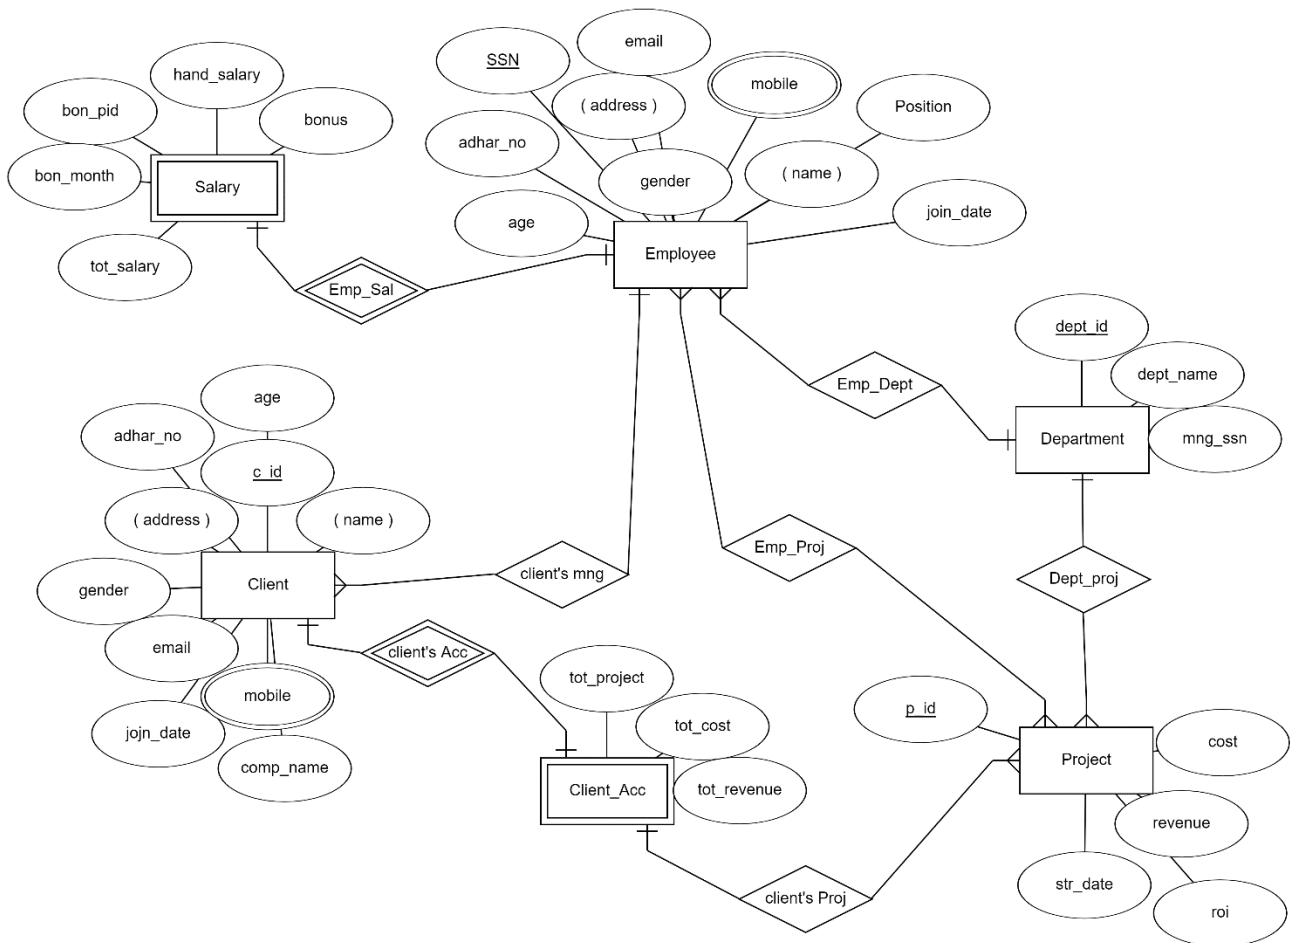 email
SSN
hand_salary
mobile
bon_pid
( address )
Position
bonus
adhar_no
bon_month
Salary
gender
( name )
join_date
age
Employee
tot_salary
Emp_Sal
dept_id
dept_name
Emp_Dept
age
adhar_no
Department
mng_ssn
c_id
( address )
( name )
Emp_Proj
client's mng
Dept_proj
Client
gender
email
client's Acc
tot_project
mobile
p_id
tot_cost
jojn_date
cost
Project
comp_name
Client_Acc
tot_revenue
revenue
str_date
client's Proj
roi